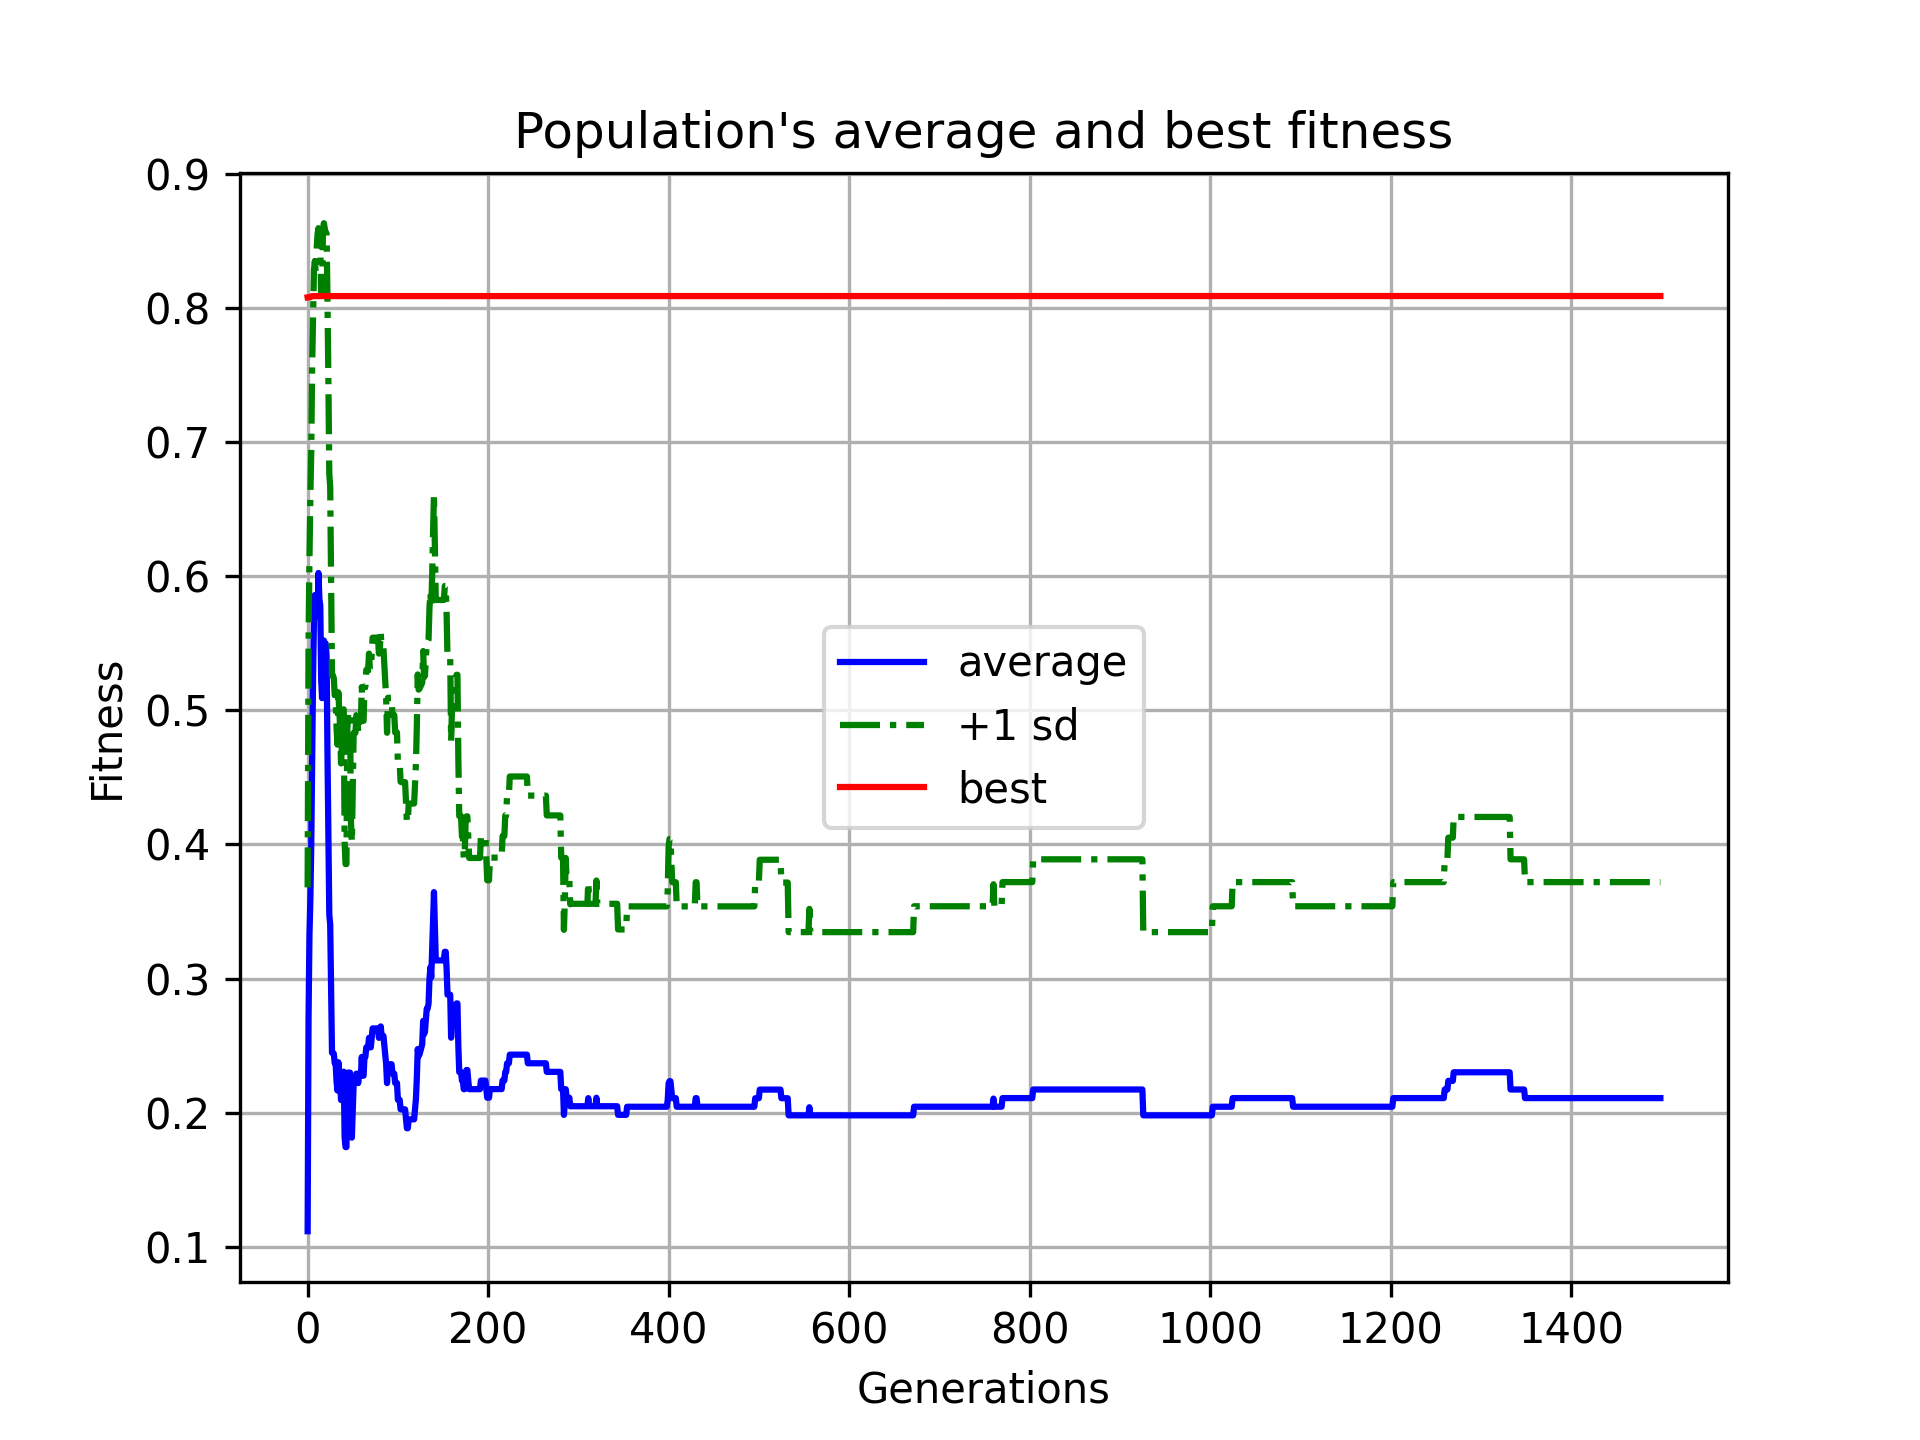 Population's average and best fitness
0.9
0.8
0.7
0.6
0.5
0.4
0.3
0.2
0.1
Fitness
average
+1 sd
best
0 200 400 600 800 1000 1200 1400
Generations